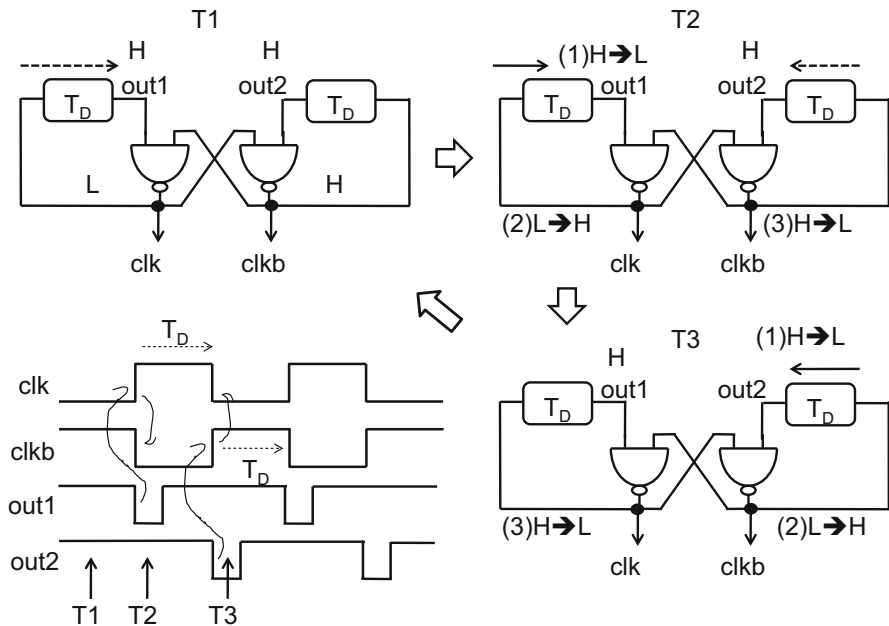 T1
H
H
out1
out2
T_D
T_D
L
H
clk
clkb
T2
(1)H➔L
H
out1
out2
T_D
T_D
(2)L➔H
(3)H➔L
clk
clkb
T3
(1)H➔L
H
out1
out2
T_D
T_D
(3)H➔L
(2)L➔H
clk
clkb
T_D
clk
clkb
T_D
out1
out2
T1
T2
T3